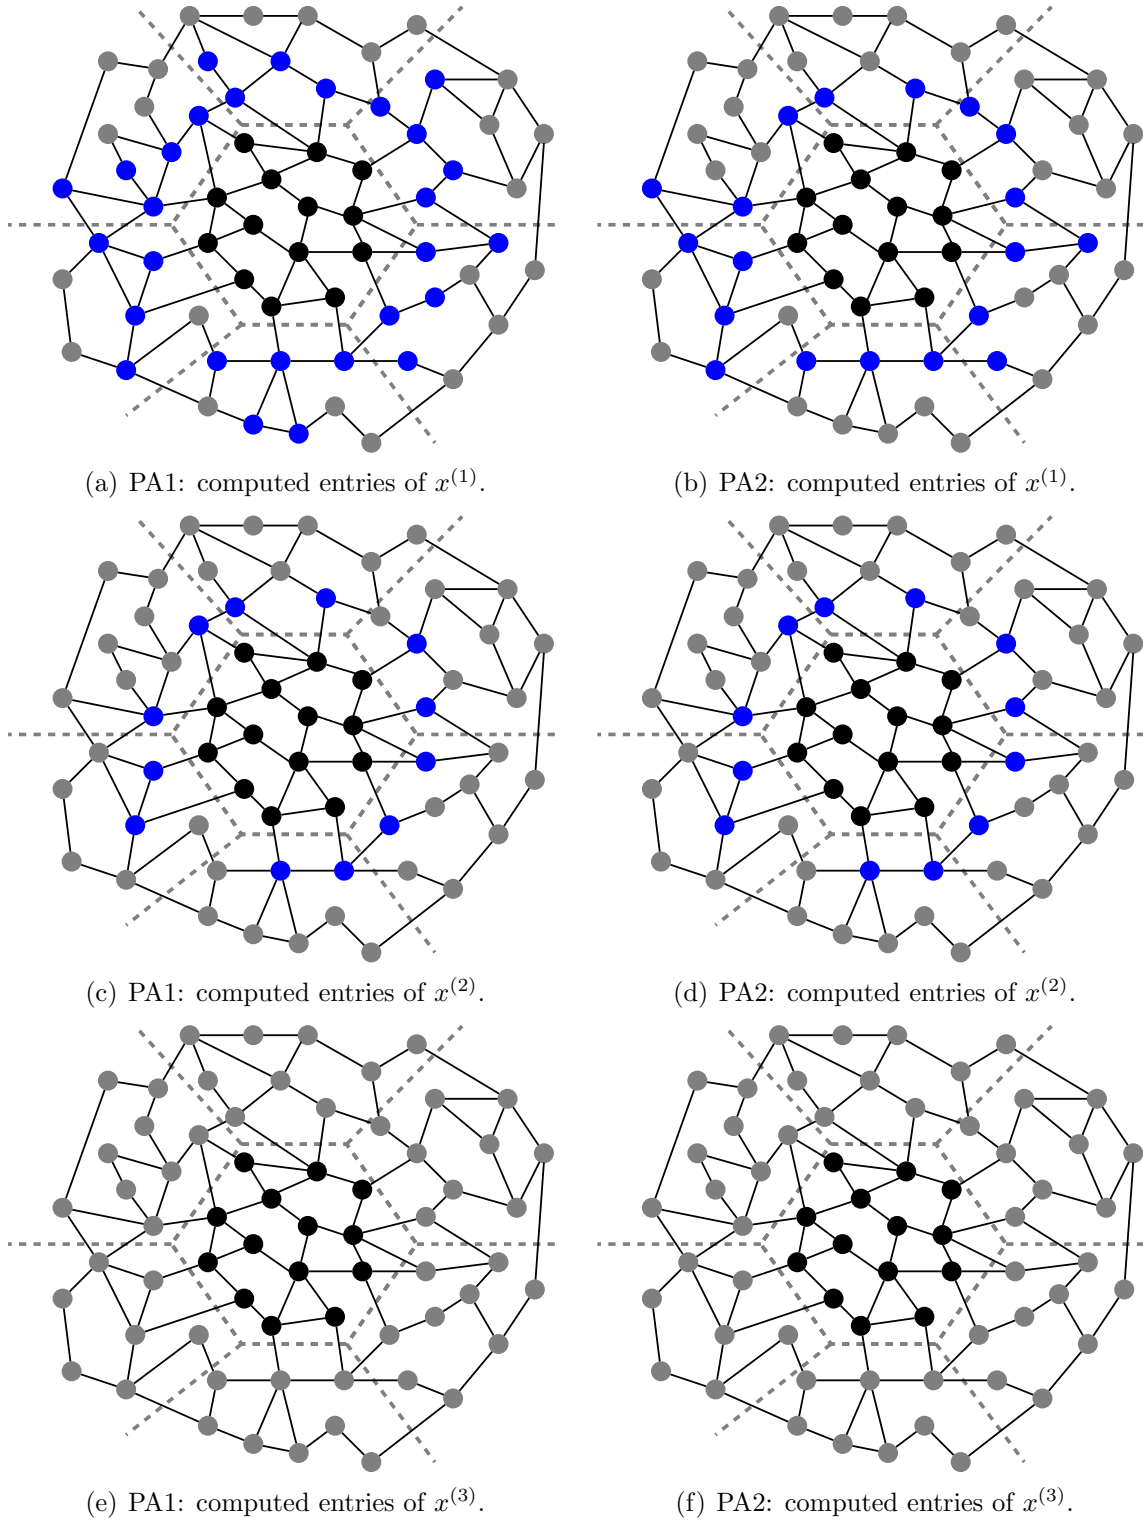 (a) PA1: computed entries of x^{(1)}.
(b) PA2: computed entries of x^{(1)}.
(c) PA1: computed entries of x^{(2)}.
(d) PA2: computed entries of x^{(2)}.
(e) PA1: computed entries of x^{(3)}.
(f) PA2: computed entries of x^{(3)}.